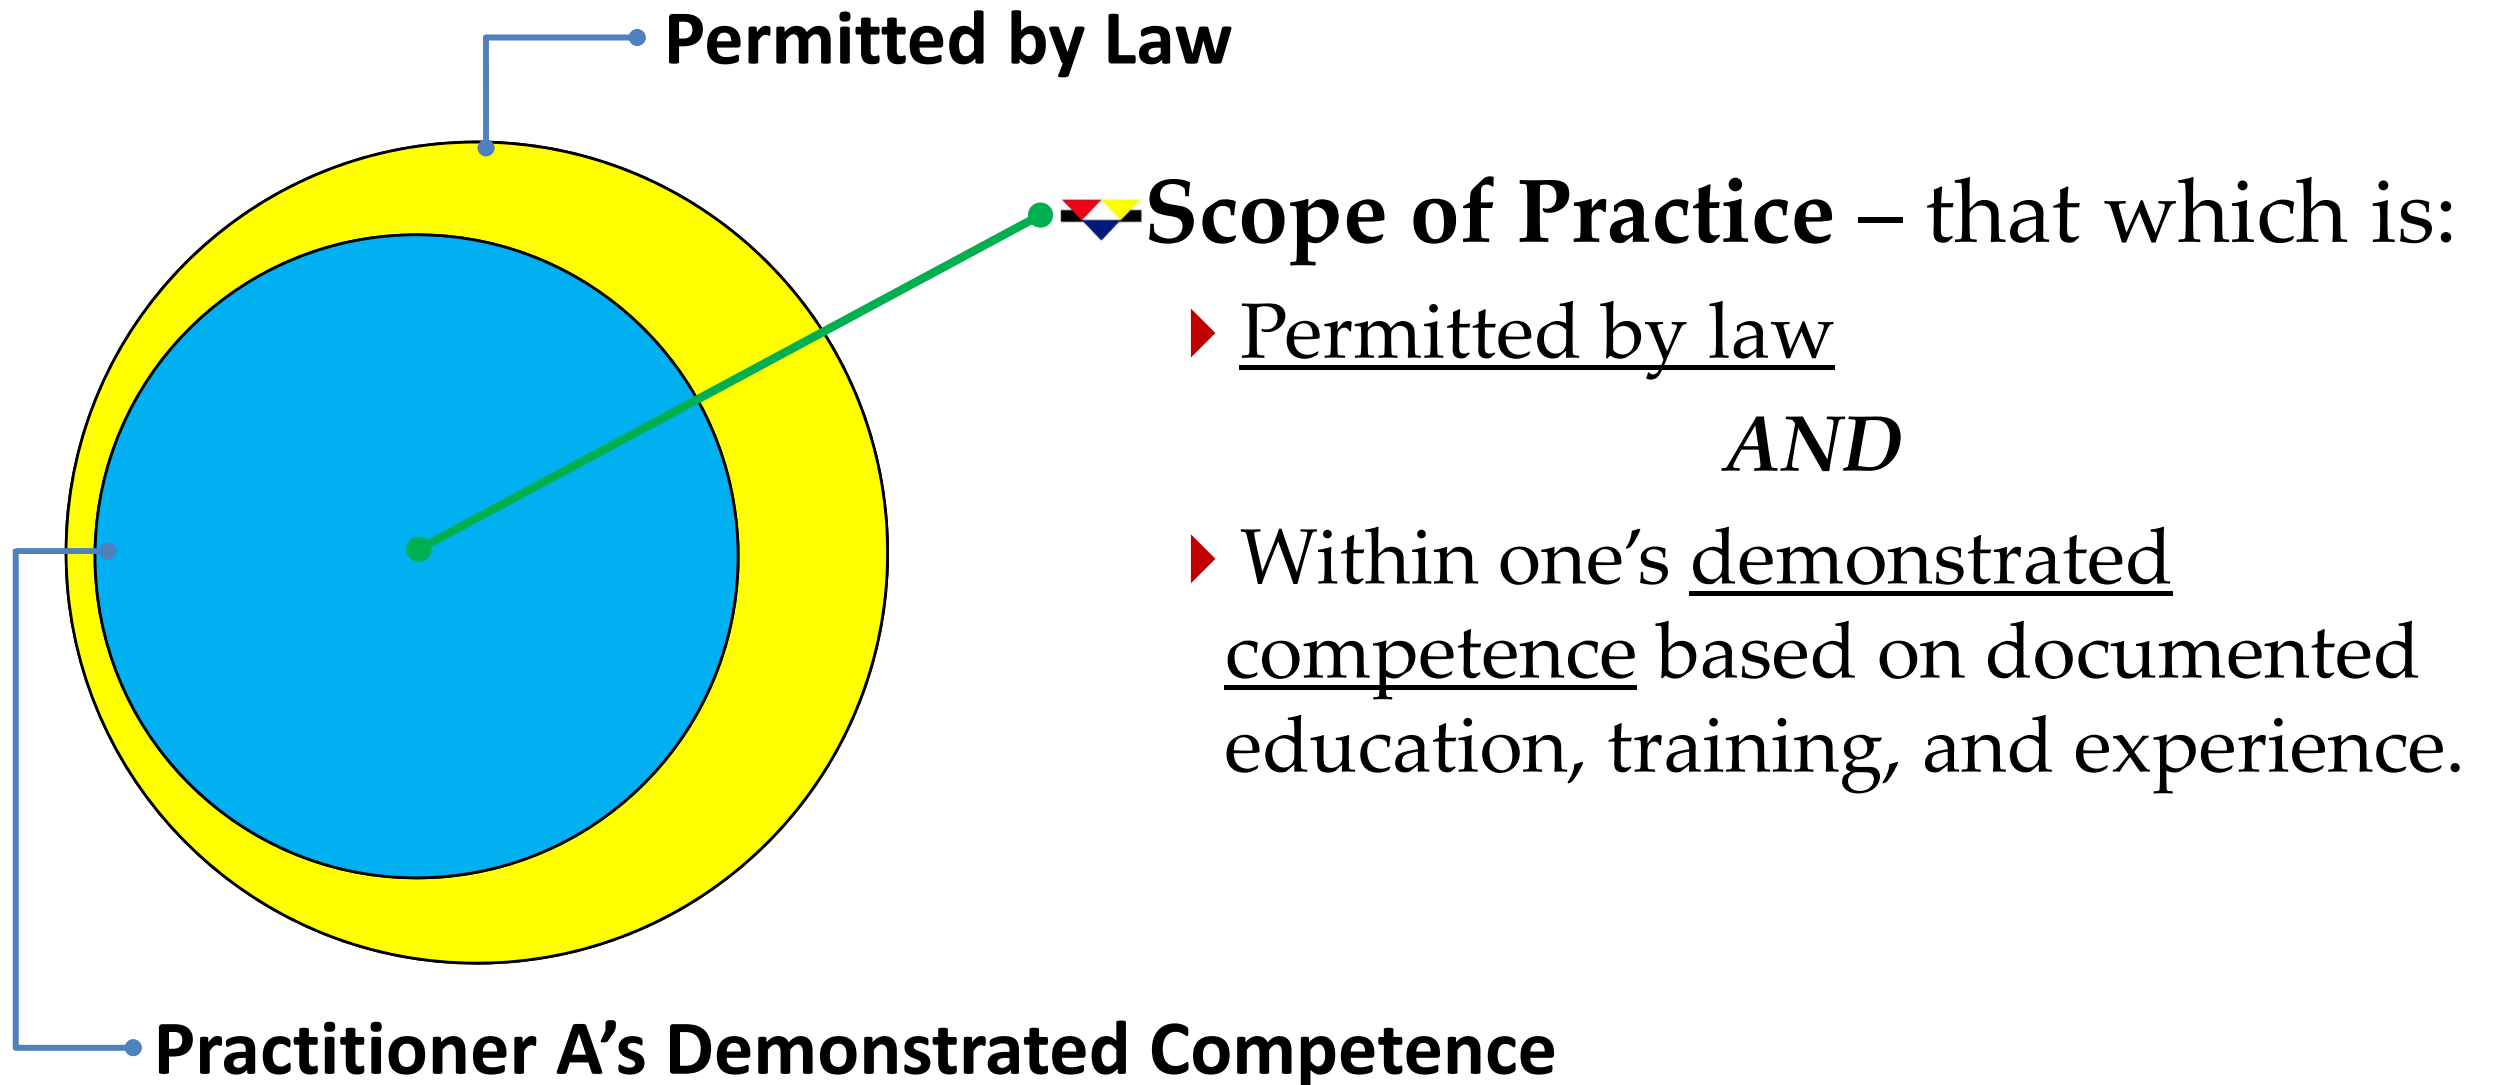 Permitted by Law
Scope of Practice – that which is:
Permitted by law
AND
Within one’s demonstrated
competence based on documented
education, training, and experience.
Practitioner A’s Demonstrated Competence